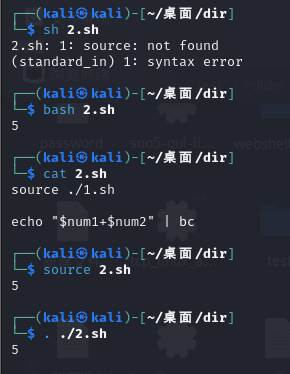 ┌──(kali㉿kali)-[~/桌面/dir]
└─$ sh 2.sh
2.sh: 1: source: not found
(standard_in) 1: syntax error
┌──(kali㉿kali)-[~/桌面/dir]
└─$ bash 2.sh
5
┌──(kali㉿kali)-[~/桌面/dir]
└─$ cat 2.sh
source ./1.sh
echo "$num1+$num2" | bc
┌──(kali㉿kali)-[~/桌面/dir]
└─$ source 2.sh
5
┌──(kali㉿kali)-[~/桌面/dir]
└─$ . ./2.sh
5